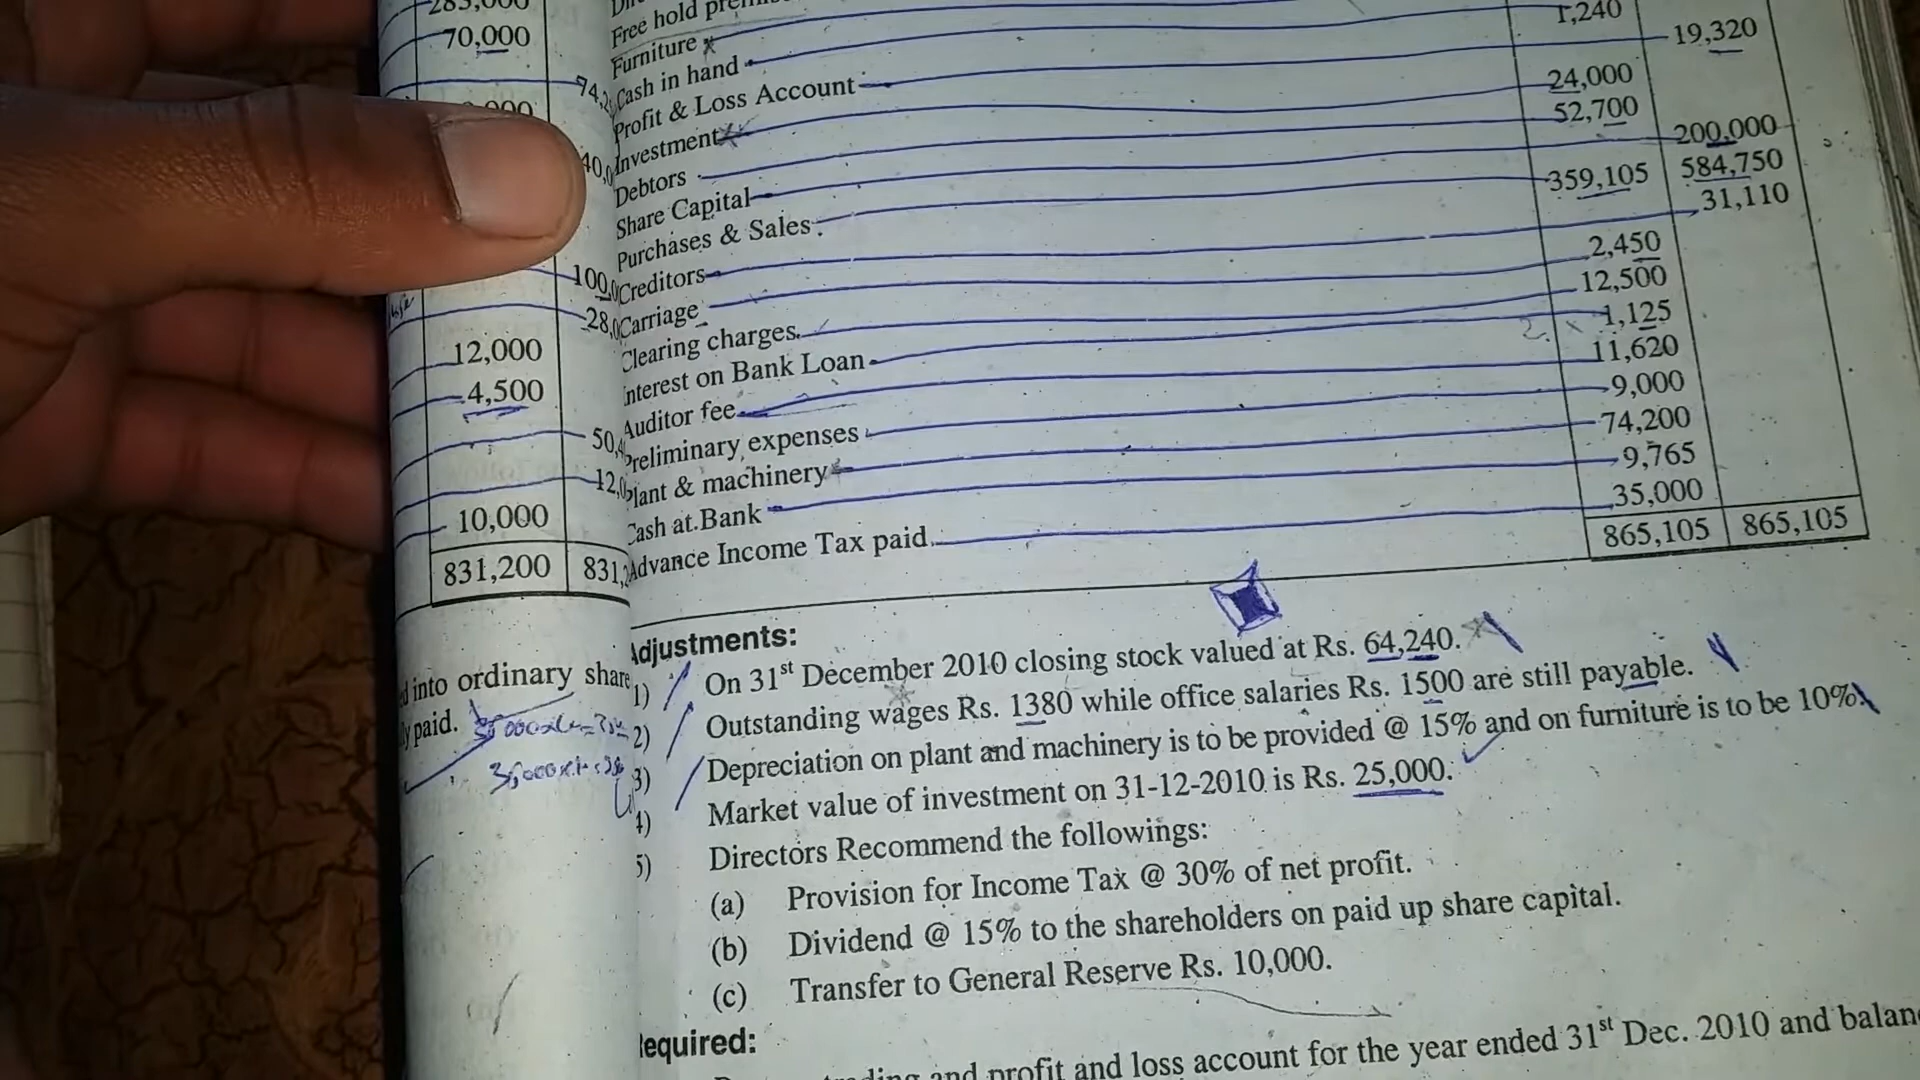 283,000
70,000
12,000
4,500
10,000
831,200
into ordinary share
paid.
Free hold
Furniture
Cash in hand 1,240
Profit & Loss Account 19,320
Investment 24,000
Debtors 52,700
Share Capital 200,000
Purchases & Sales 359,105 584,750
Creditors 31,110
Carriage 2,450
Clearing charges 12,500
Interest on Bank Loan 1,125
Auditor fee 11,620
Preliminary expenses 9,000
Plant & machinery 74,200
Cash at Bank 9,765
Advance Income Tax paid 35,000
865,105 865,105
Adjustments:
1) On 31st December 2010 closing stock valued at Rs. 64,240.
2) Outstanding wages Rs. 1380 while office salaries Rs. 1500 are still payable.
3) Depreciation on plant and machinery is to be provided @ 15% and on furniture is to be 10%
4) Market value of investment on 31-12-2010 is Rs. 25,000.
5) Directors Recommend the followings:
(a) Provision for Income Tax @ 30% of net profit.
(b) Dividend @ 15% to the shareholders on paid up share capital.
(c) Transfer to General Reserve Rs. 10,000.
Required:
and profit and loss account for the year ended 31st Dec. 2010 and balan